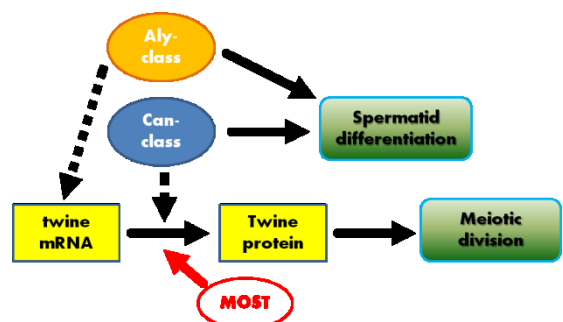 Aly-
class
Can-
class
Spermatid
differentiation
twine
mRNA
Twine
protein
Meiotic
division
MOST